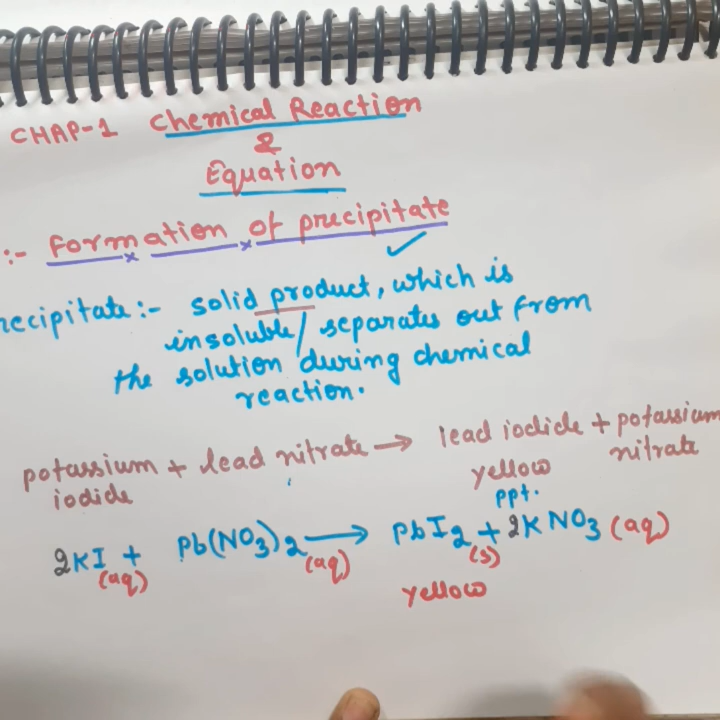 CHAP-1 Chemical Reaction
&
Equation
:- Formation of precipitate
recipitate:- solid product, which is
insoluble/ separates out from
the solution during chemical
reaction.
potassium + lead nitrate → lead iodide + potassium
iodide yellow nitrate
ppt.
2KI + Pb(NO3)2 → PbI2 + 2KNO3 (aq)
(aq) (aq) (s)
yellow